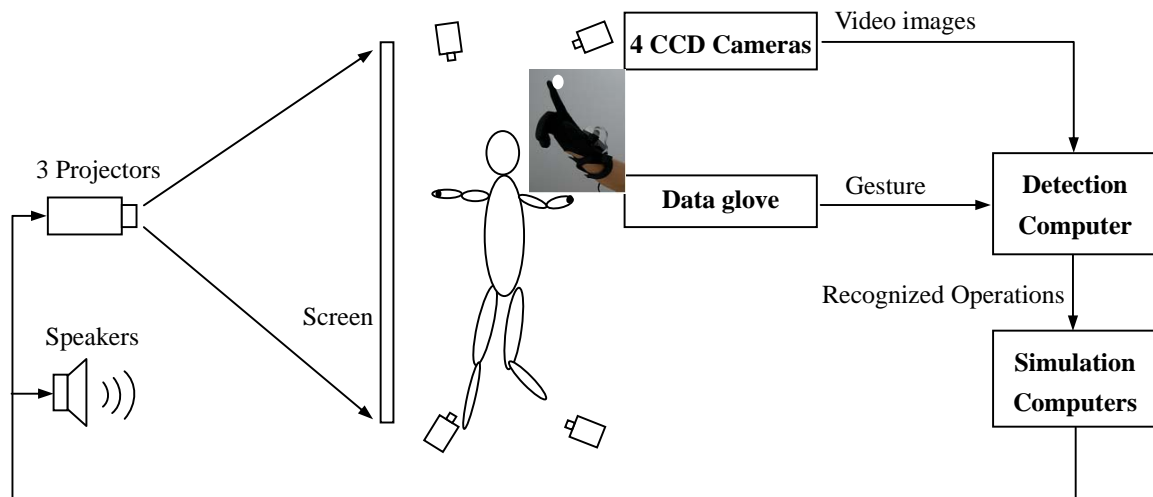 Video images
4 CCD Cameras
3 Projectors
Data glove
Gesture
Detection
Computer
Recognized Operations
Screen
Speakers
Simulation
Computers